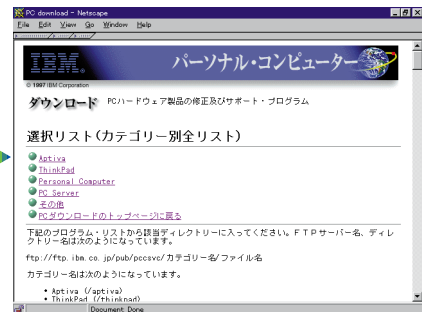 PC download - Netscape
File Edit View Go Window Help
IBM.
パーソナル・コンピューター
© 1997 IBM Corporation
ダウンロード PCハードウェア製品の修正及びサポート・プログラム
選択リスト(カテゴリー別全リスト)
Aptiva
ThinkPad
Personal Computer
PC Server
その他
PCダウンロードのトップページに戻る
下記のプログラム・リストから該当ディレクトリーに入ってください。FTPサーバー名、ディレ
クトリー名は次のようになっています。
ftp://ftp.ibm.co.jp/pub/pccsvc/カテゴリー名/ファイル名
カテゴリー名は次のようになっています。
• Aptiva (/aptiva)
• ThinkPad (/thinkpad)
Document: Done